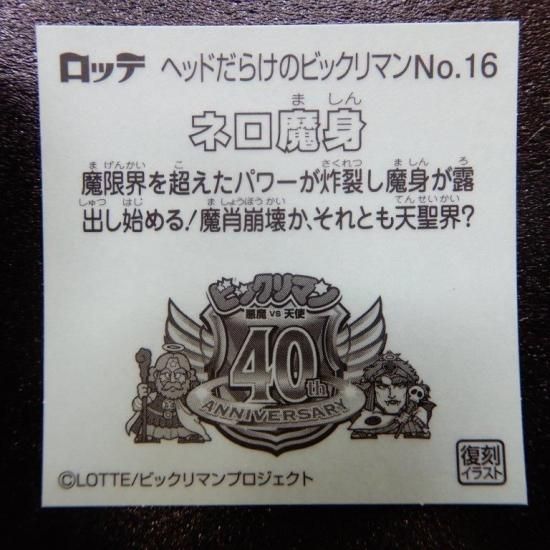 ロッテ ヘッドだらけのビックリマンNo.16
ましん
ネロ魔身
まげんかい こ さくれつ ましん ろ
魔限界を超えたパワーが炸裂し魔身が露
しゅつ はじ ましょうほうかい てんせいかい
出し始める!魔肖崩壊か、それとも天聖界?
ビックリマン
悪魔 VS 天使
40th
ANNIVERSARY
復刻
イラスト
©LOTTE/ビックリマンプロジェクト